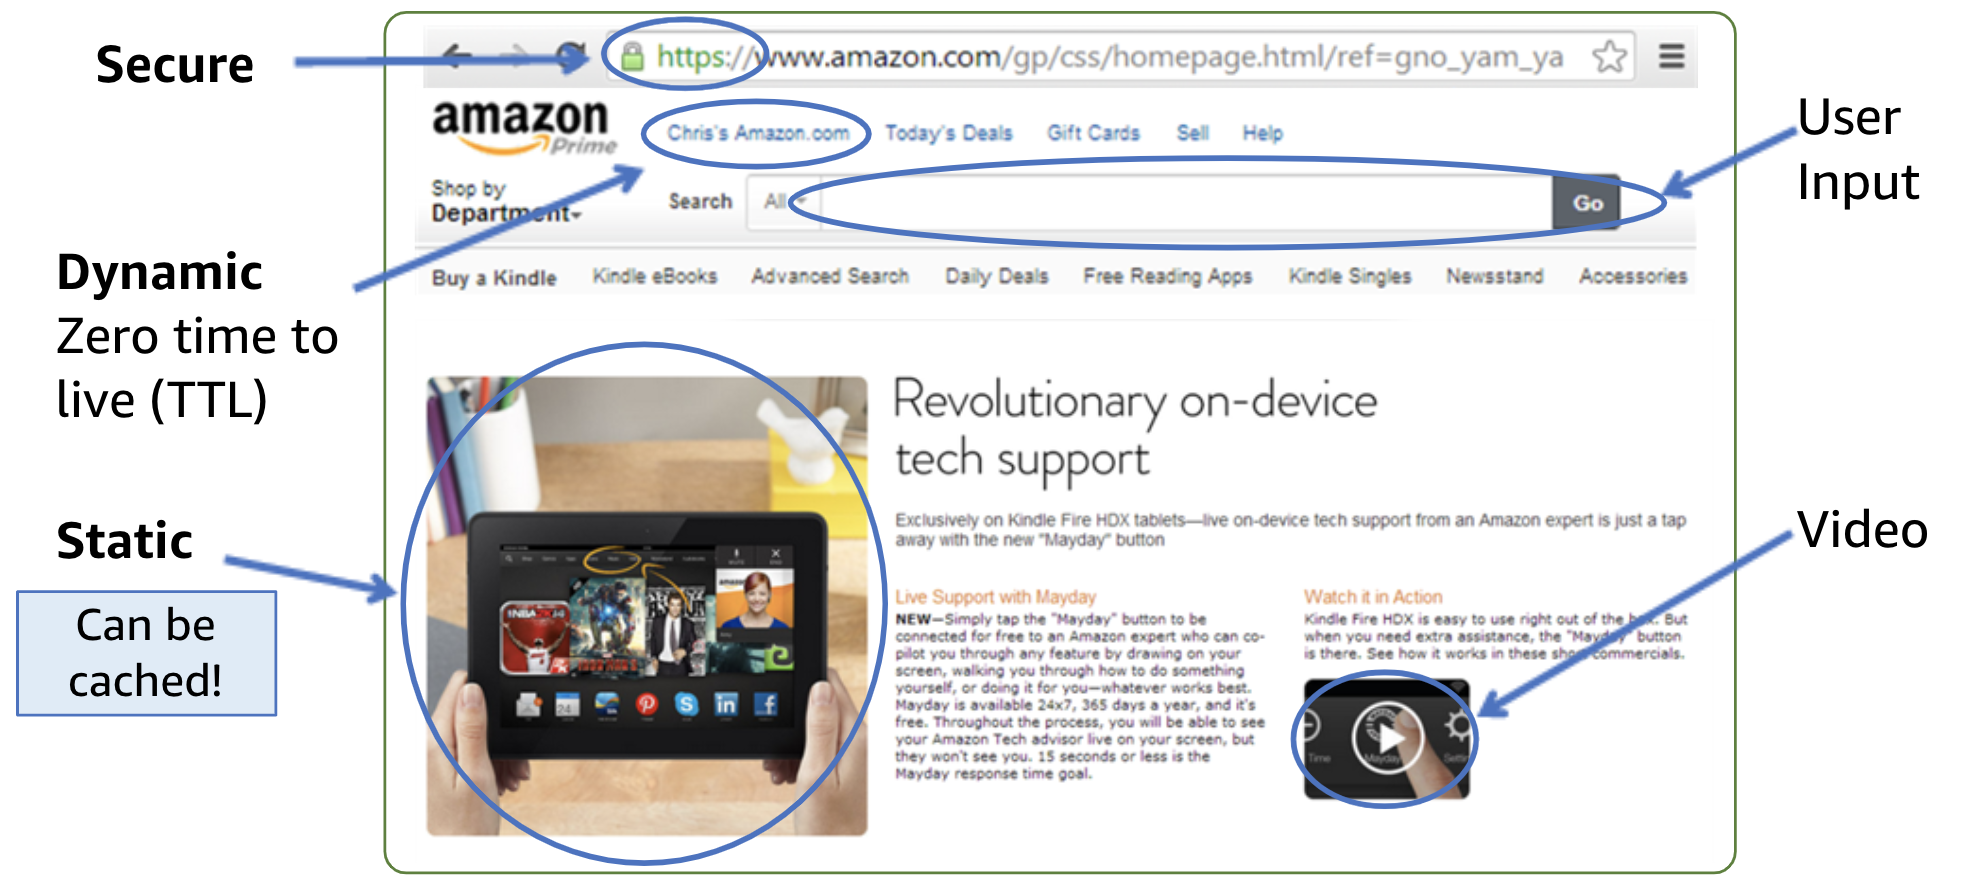 Secure
https://www.amazon.com/gp/css/homepage.html/ref=gno_yam_ya
amazon
Prime
Chris's Amazon.com Today's Deals Gift Cards Sell Help
User
Input
Shop by
Department
Search All Go
Dynamic
Zero time to
live (TTL)
Buy a Kindle Kindle eBooks Advanced Search Daily Deals Free Reading Apps Kindle Singles Newsstand Accessories
Revolutionary on-device
tech support
Exclusively on Kindle Fire HDX tablets—live on-device tech support from an Amazon expert is just a tap
away with the new "Mayday" button
Static
Can be
cached!
Video
Live Support with Mayday
NEW—Simply tap the "Mayday" button to be
connected for free to an Amazon expert who can co-
pilot you through any feature by drawing on your
screen, walking you through how to do something
yourself, or doing it for you—whatever works best.
Mayday is available 24x7, 365 days a year, and it's
free. Throughout the process, you will be able to see
your Amazon Tech advisor live on your screen, but
they won't see you. 15 seconds or less is the
Mayday response time goal.
Watch it in Action
Kindle Fire HDX is easy to use right out of the box. But
when you need extra assistance, the "Mayday" button
is there. See how it works in these short commercials.
Time Mayday
NBA2K14
2K
IRON MAN 3
amazon
24
in
f